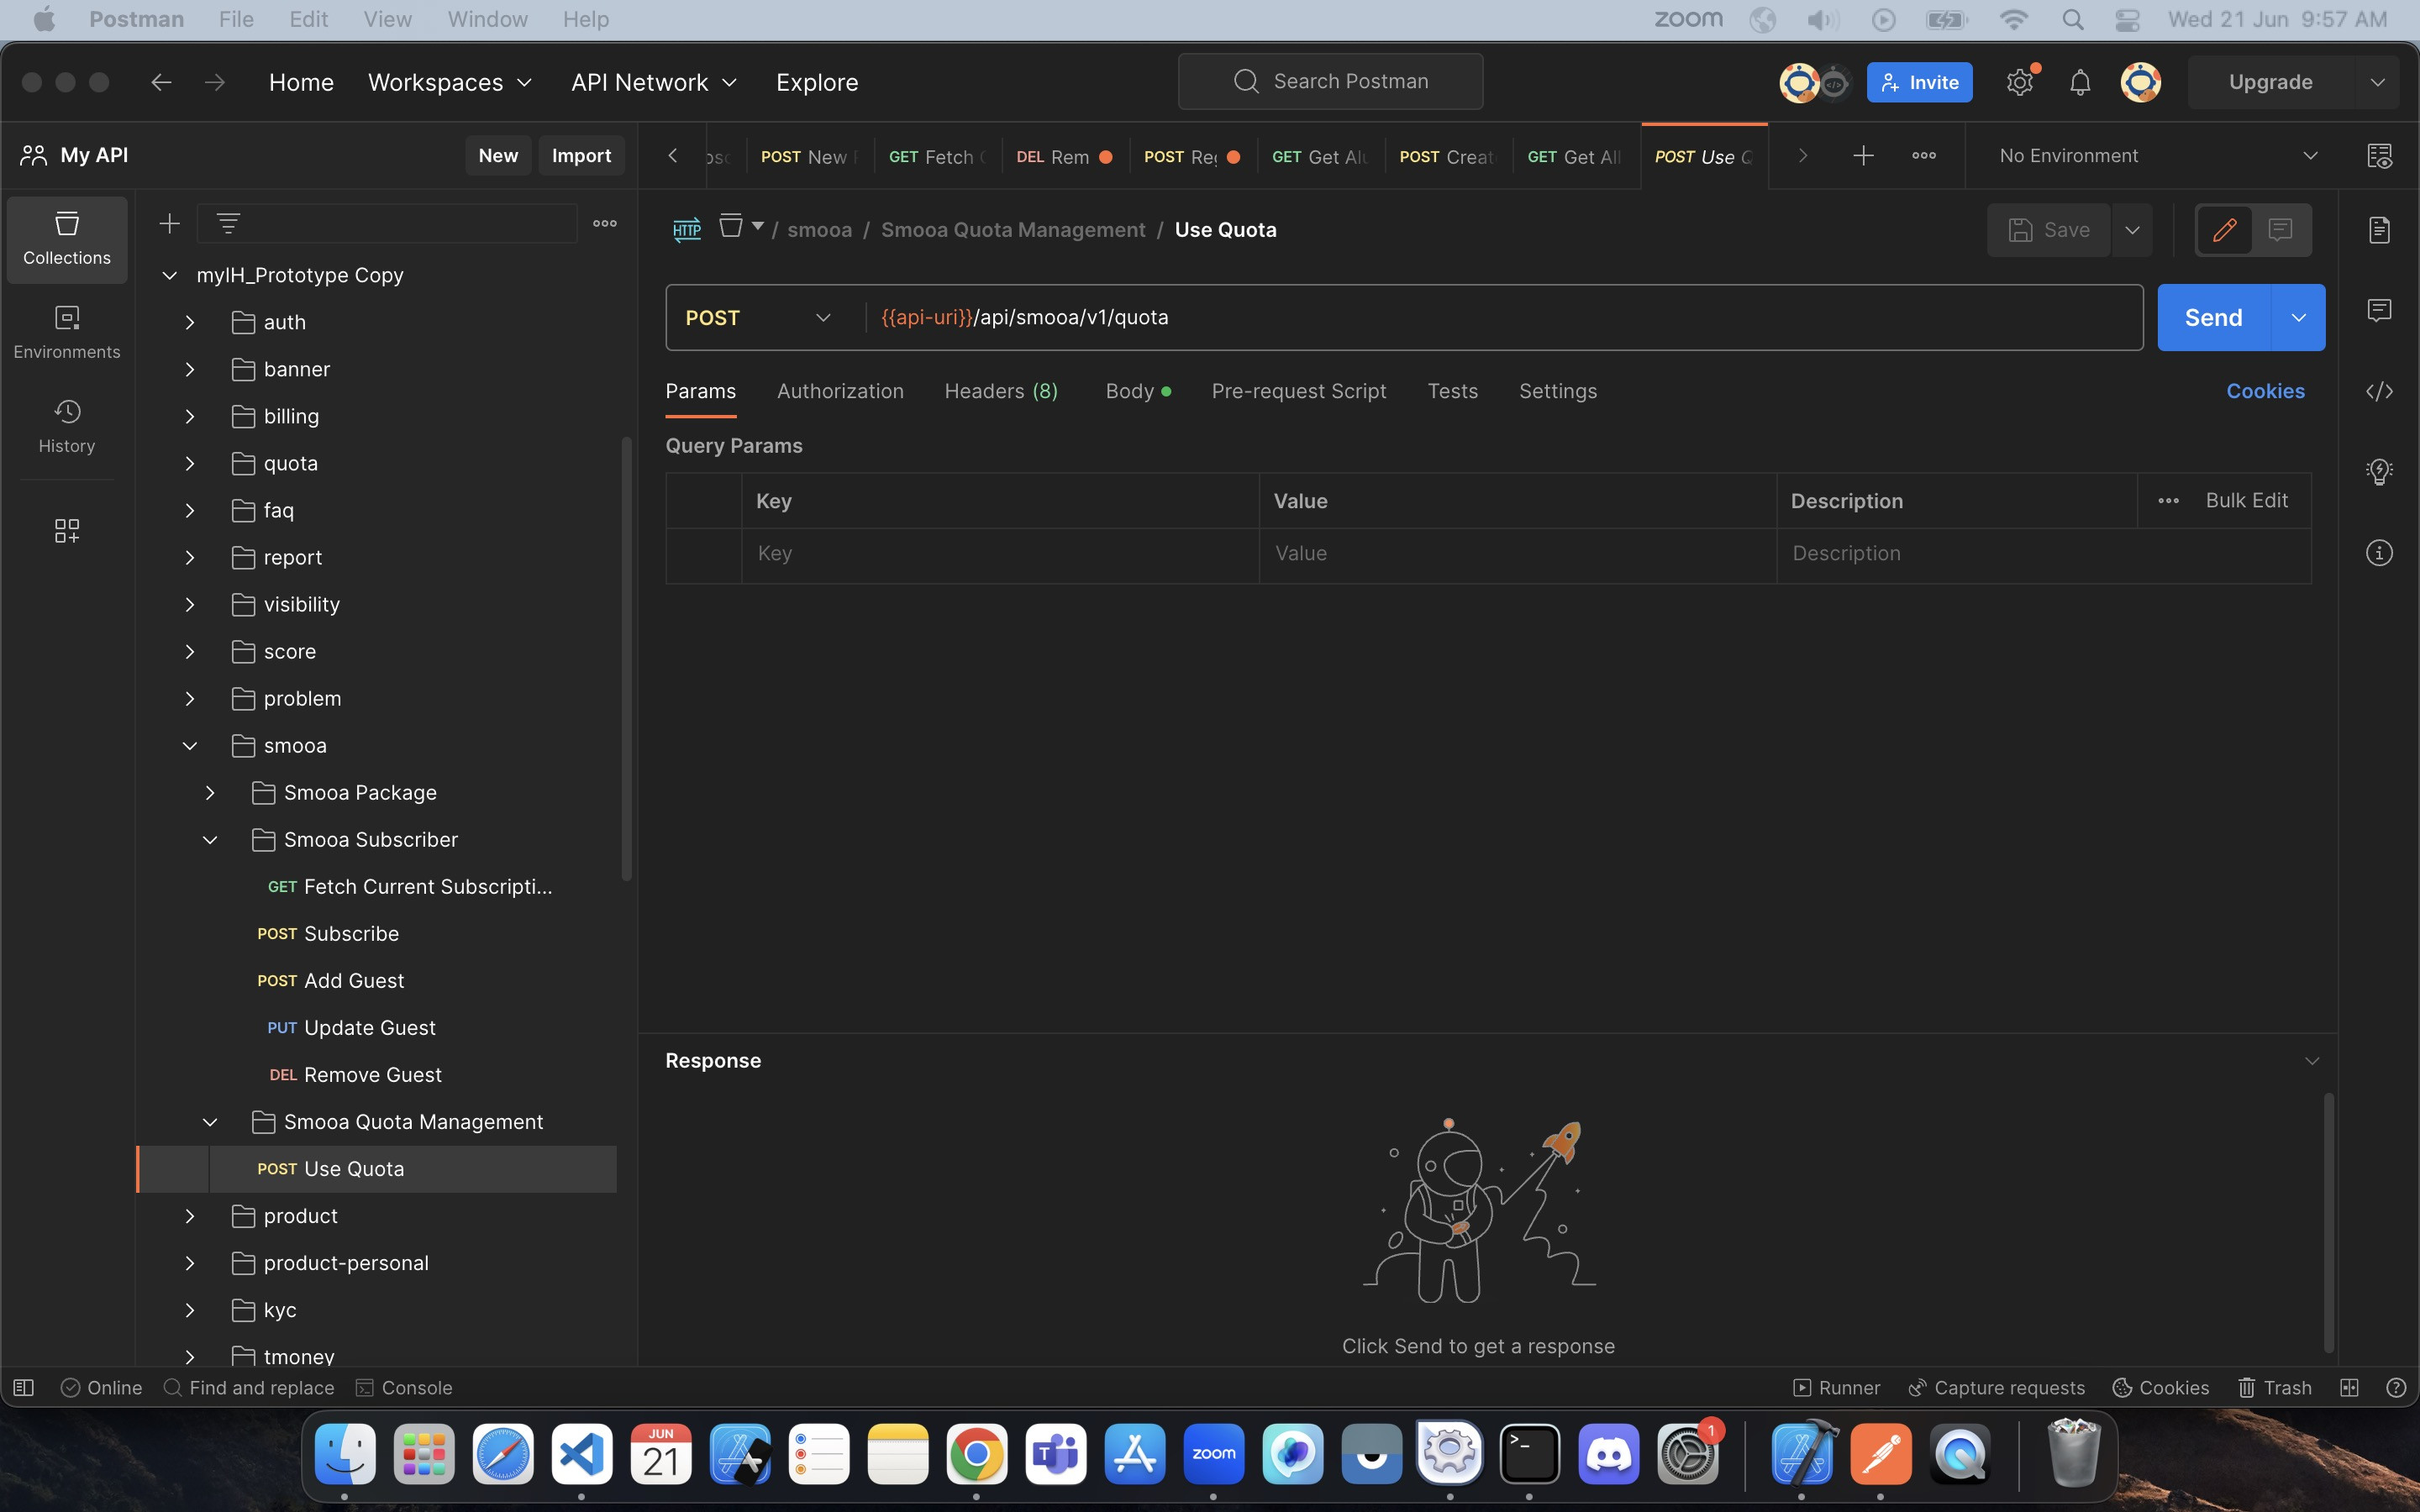 Postman File Edit View Window Help
zoom Wed 21 Jun 9:57 AM
Home Workspaces API Network Explore
Search Postman
Invite Upgrade
My API New Import
POST New GET Fetch DEL Rem POST Reg GET Get Alu POST Creat GET Get All POST Use Q
No Environment
Collections
Environments
History
HTTP / smooa / Smooa Quota Management / Use Quota
Save
POST {{api-uri}}/api/smooa/v1/quota
Send
Params Authorization Headers (8) Body Pre-request Script Tests Settings Cookies
Query Params
Key Value Description ••• Bulk Edit
Key Value Description
myIH_Prototype Copy
auth
banner
billing
quota
faq
report
visibility
score
problem
smooa
Smooa Package
Smooa Subscriber
GET Fetch Current Subscripti...
POST Subscribe
POST Add Guest
PUT Update Guest
DEL Remove Guest
Smooa Quota Management
POST Use Quota
product
product-personal
kyc
tmoney
Response
Click Send to get a response
Online Find and replace Console
Runner Capture requests Cookies Trash
JUN
21
zoom
1